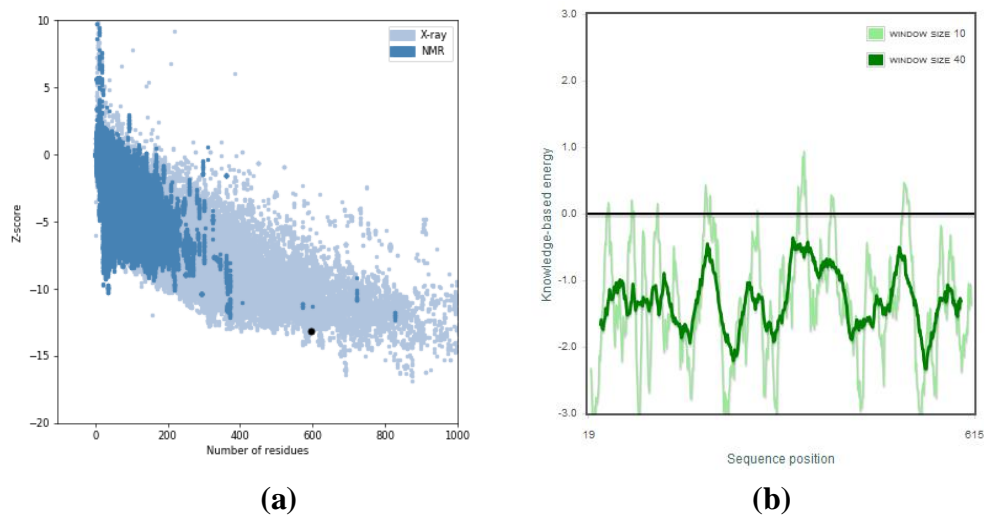 10
5
0
−5
−10
−15
−20
Z-score
0
200
400
600
800
1000
Number of residues
X-ray
NMR
(a)
3.0
2.0
1.0
0.0
-1.0
-2.0
-3.0
Knowledge-based energy
WINDOW SIZE 10
WINDOW SIZE 40
19
615
Sequence position
(b)